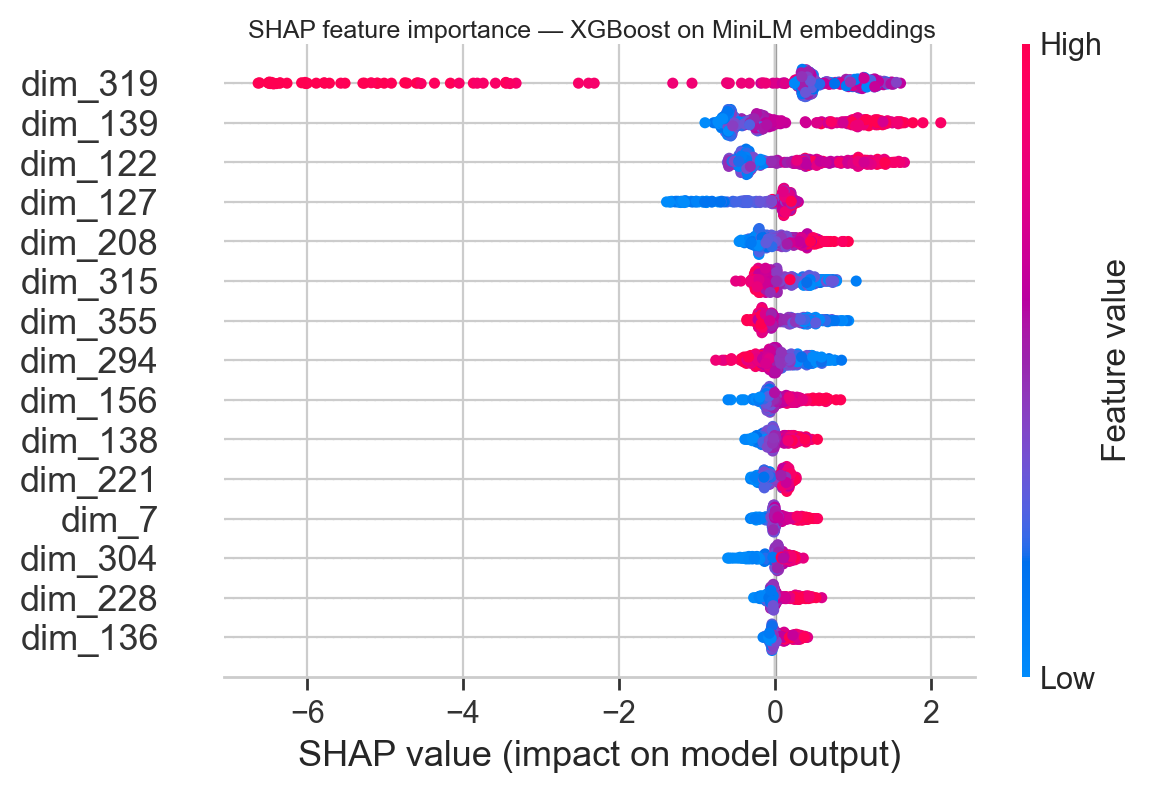 SHAP feature importance — XGBoost on MiniLM embeddings
High
dim_319
dim_139
dim_122
dim_127
dim_208
dim_315
dim_355
dim_294
dim_156
dim_138
dim_221
dim_7
dim_304
dim_228
dim_136
Feature value
Low
−6 −4 −2 0 2
SHAP value (impact on model output)